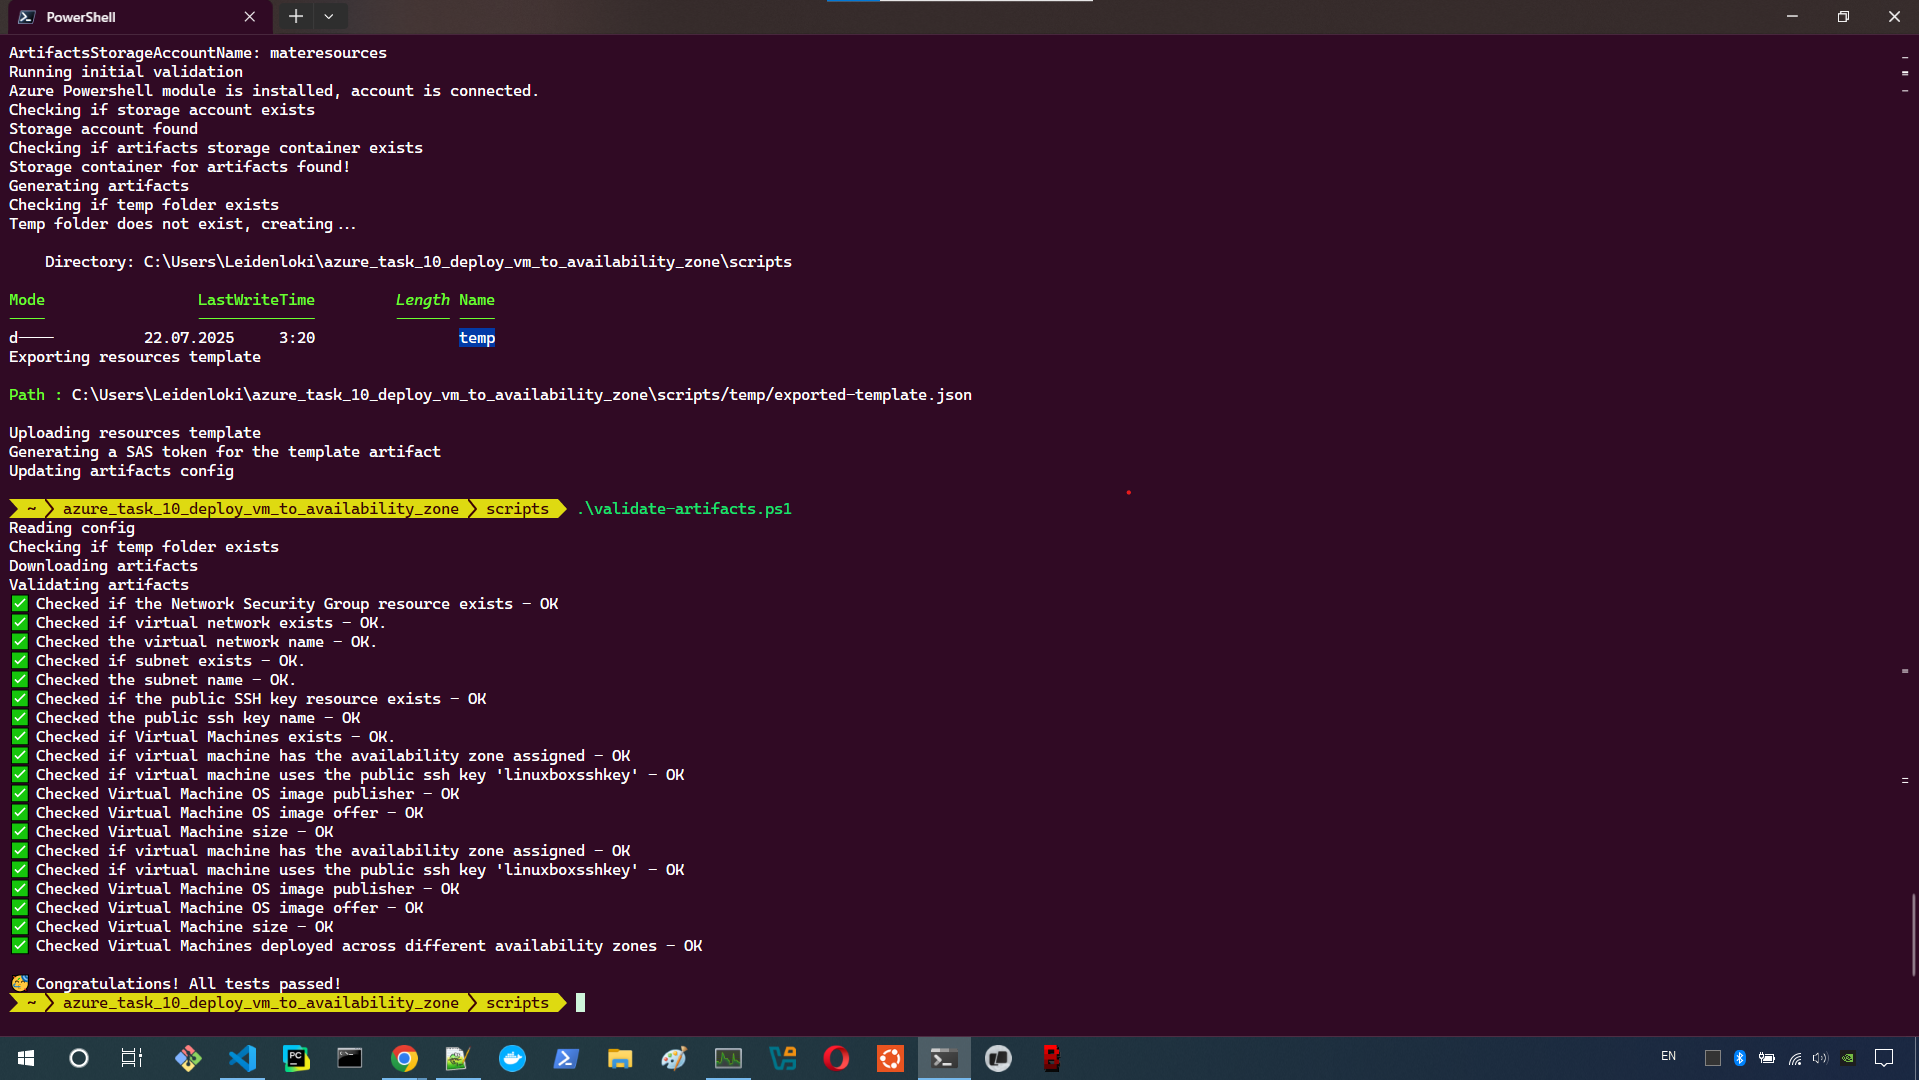 PowerShell
ArtifactsStorageAccountName: materesources
Running initial validation
Azure Powershell module is installed, account is connected.
Checking if storage account exists
Storage account found
Checking if artifacts storage container exists
Storage container for artifacts found!
Generating artifacts
Checking if temp folder exists
Temp folder does not exist, creating...
Directory: C:\Users\Leidenloki\azure_task_10_deploy_vm_to_availability_zone\scripts
Mode LastWriteTime Length Name
---- ------------- ------ ----
d---- 22.07.2025 3:20 temp
Exporting resources template
Path : C:\Users\Leidenloki\azure_task_10_deploy_vm_to_availability_zone\scripts/temp/exported-template.json
Uploading resources template
Generating a SAS token for the template artifact
Updating artifacts config
~ azure_task_10_deploy_vm_to_availability_zone scripts .\validate-artifacts.ps1
Reading config
Checking if temp folder exists
Downloading artifacts
Validating artifacts
✅ Checked if the Network Security Group resource exists - OK
✅ Checked if virtual network exists - OK.
✅ Checked the virtual network name - OK.
✅ Checked if subnet exists - OK.
✅ Checked the subnet name - OK.
✅ Checked if the public SSH key resource exists - OK
✅ Checked the public ssh key name - OK
✅ Checked if Virtual Machines exists - OK.
✅ Checked if virtual machine has the availability zone assigned - OK
✅ Checked if virtual machine uses the public ssh key 'linuxboxsshkey' - OK
✅ Checked Virtual Machine OS image publisher - OK
✅ Checked Virtual Machine OS image offer - OK
✅ Checked Virtual Machine size - OK
✅ Checked if virtual machine has the availability zone assigned - OK
✅ Checked if virtual machine uses the public ssh key 'linuxboxsshkey' - OK
✅ Checked Virtual Machine OS image publisher - OK
✅ Checked Virtual Machine OS image offer - OK
✅ Checked Virtual Machine size - OK
✅ Checked Virtual Machines deployed across different availability zones - OK
🥳 Congratulations! All tests passed!
~ azure_task_10_deploy_vm_to_availability_zone scripts
PC
EN